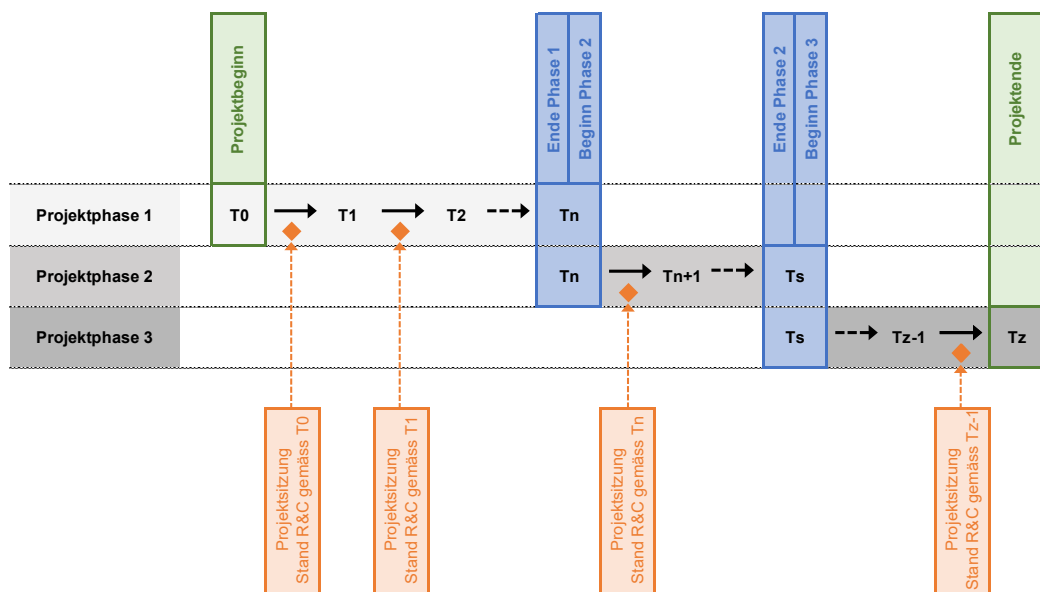 Projektbeginn
Ende Phase 1
Beginn Phase 2
Ende Phase 2
Beginn Phase 3
Projektende
Projektphase 1
T0
T1
T2
Tn
Projektphase 2
Tn
Tn+1
Ts
Projektphase 3
Ts
Tz-1
Tz
Projektsitzung
Stand R&C gemäss T0
Projektsitzung
Stand R&C gemäss T1
Projektsitzung
Stand R&C gemäss Tn
Projektsitzung
Stand R&C gemäss Tz-1